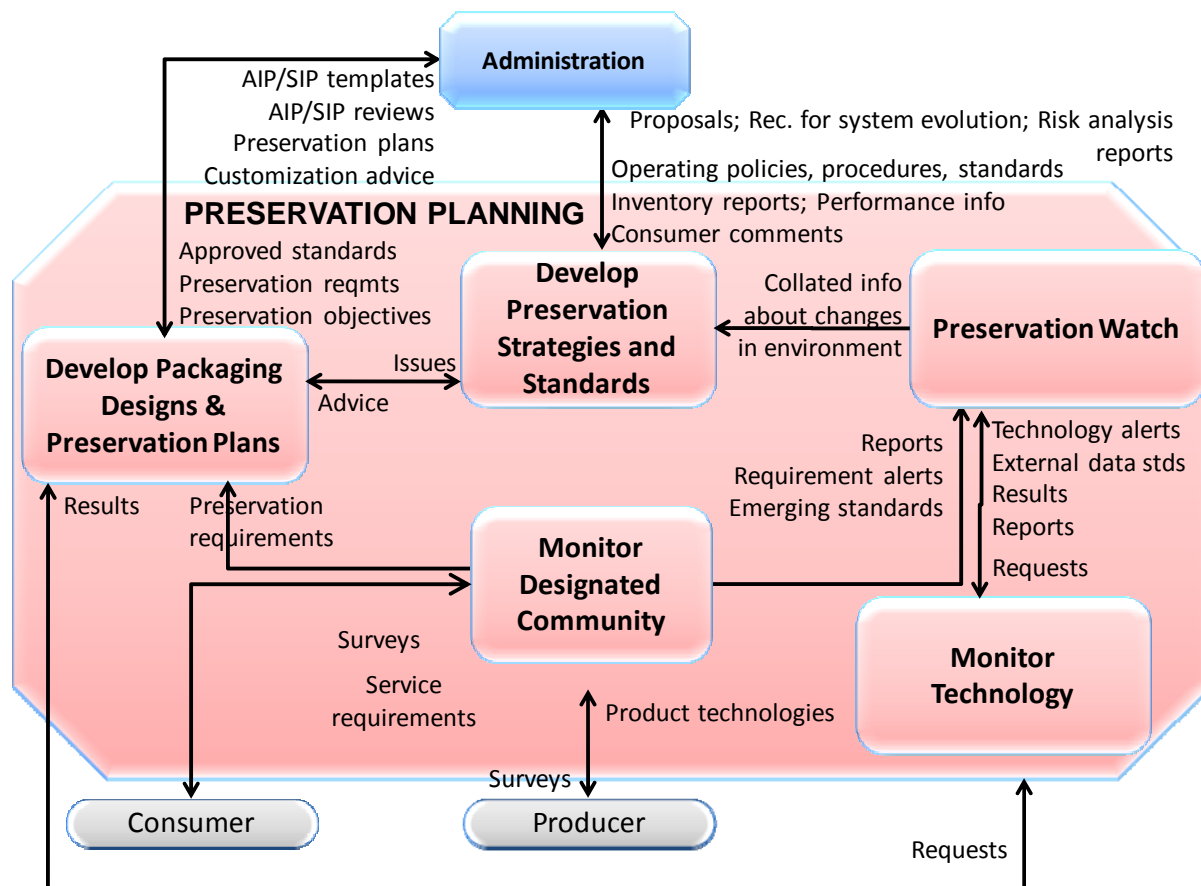 Administration
AIP/SIP templates
AIP/SIP reviews
Preservation plans
Customization advice
Proposals; Rec. for system evolution; Risk analysis
reports
Operating policies, procedures, standards
Inventory reports; Performance info
Consumer comments
PRESERVATION PLANNING
Approved standards
Preservation reqmts
Preservation objectives
Develop
Preservation
Strategies and
Standards
Collated info
about changes
in environment
Preservation Watch
Develop Packaging
Designs &
Preservation Plans
Issues
Advice
Reports
Requirement alerts
Emerging standards
Technology alerts
External data stds
Results
Reports
Requests
Results
Preservation
requirements
Monitor
Designated
Community
Monitor
Technology
Surveys
Service
requirements
Product technologies
Surveys
Consumer
Producer
Requests